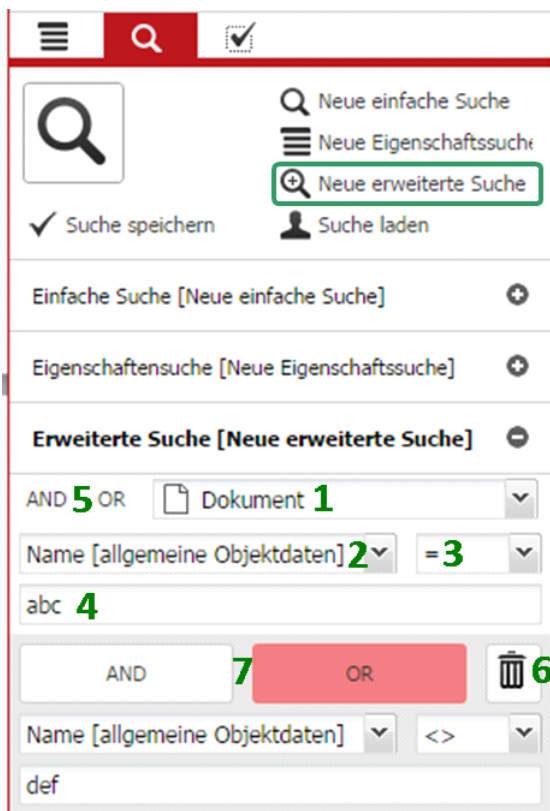 Neue einfache Suche
Neue Eigenschaftssuche
Neue erweiterte Suche
Suche speichern Suche laden
Einfache Suche [Neue einfache Suche]
Eigenschaftensuche [Neue Eigenschaftssuche]
Erweiterte Suche [Neue erweiterte Suche]
AND 5 OR Dokument 1
Name [allgemeine Objektdaten] 2 = 3
abc 4
AND 7 OR 6
Name [allgemeine Objektdaten] <>
def